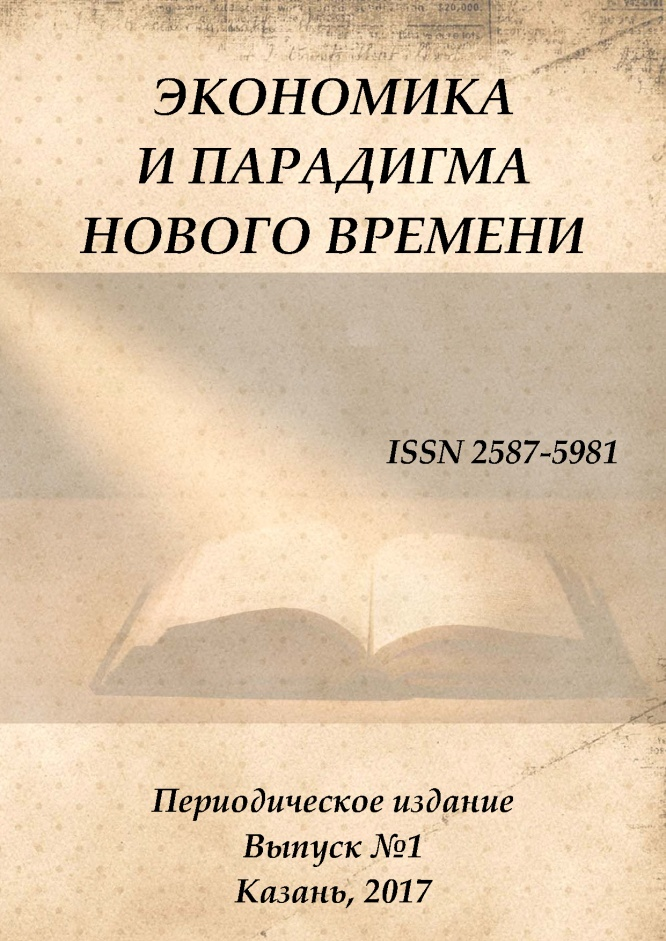 ЭКОНОМИКА
И ПАРАДИГМА
НОВОГО ВРЕМЕНИ
ISSN 2587-5981
Периодическое издание
Выпуск №1
Казань, 2017